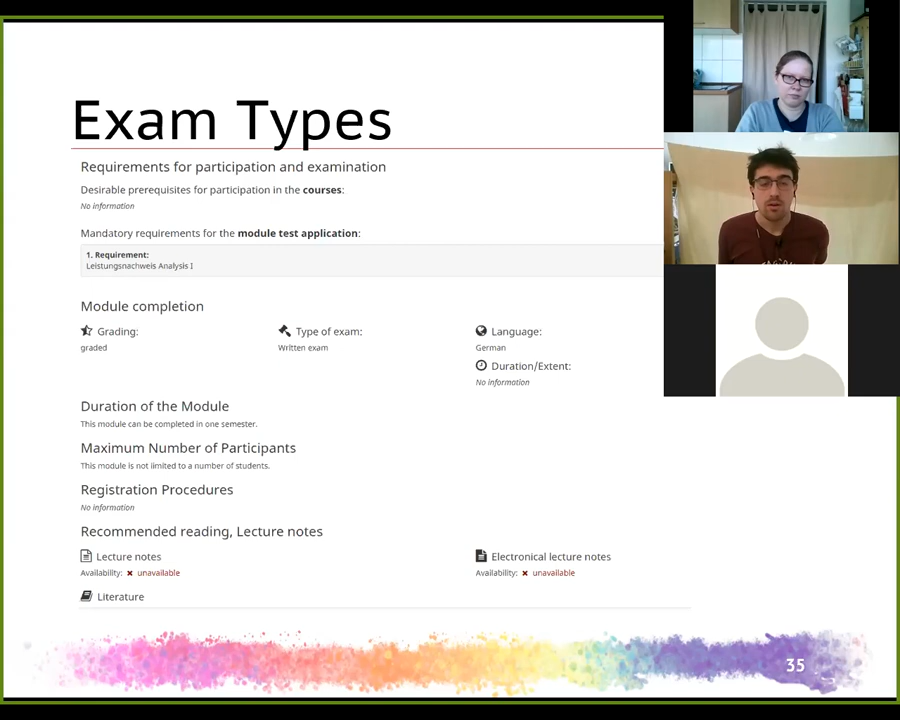 Exam Types
Requirements for participation and examination
Desirable prerequisites for participation in the courses:
No information
Mandatory requirements for the module test application:
1. Requirement:
Leistungsnachweis Analysis I
Module completion
Grading:
graded
Type of exam:
Written exam
Language:
German
Duration/Extent:
No information
Duration of the Module
This module can be completed in one semester.
Maximum Number of Participants
This module is not limited to a number of students.
Registration Procedures
No information
Recommended reading, Lecture notes
Lecture notes
Availability: ✖ unavailable
Electronical lecture notes
Availability: ✖ unavailable
Literature
35